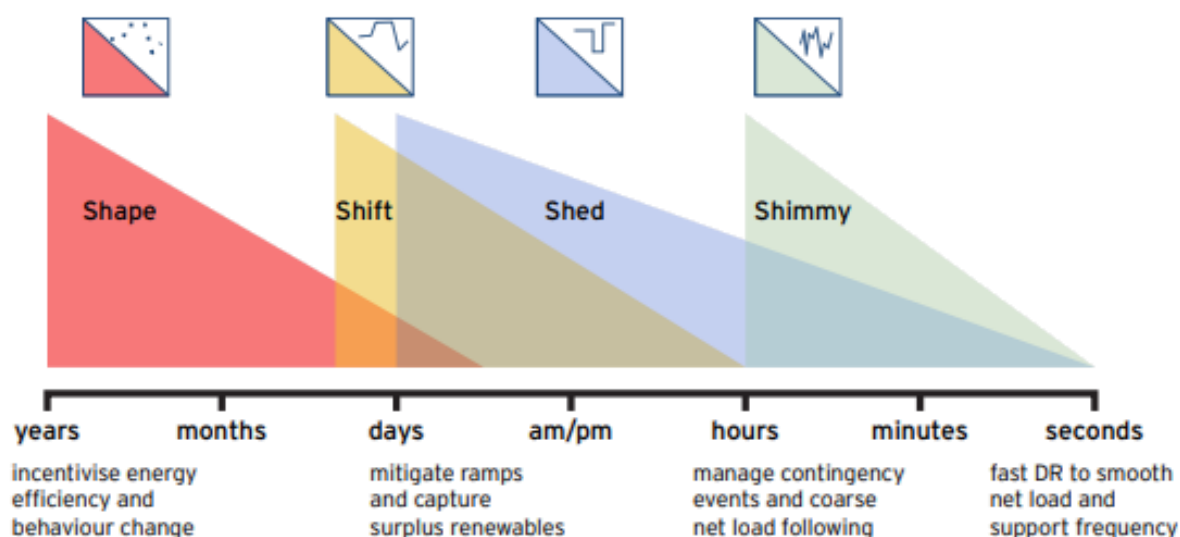 Shape
Shift
Shed
Shimmy
years
months
days
am/pm
hours
minutes
seconds
incentivise energy
efficiency and
behaviour change
mitigate ramps
and capture
surplus renewables
manage contingency
events and coarse
net load following
fast DR to smooth
net load and
support frequency